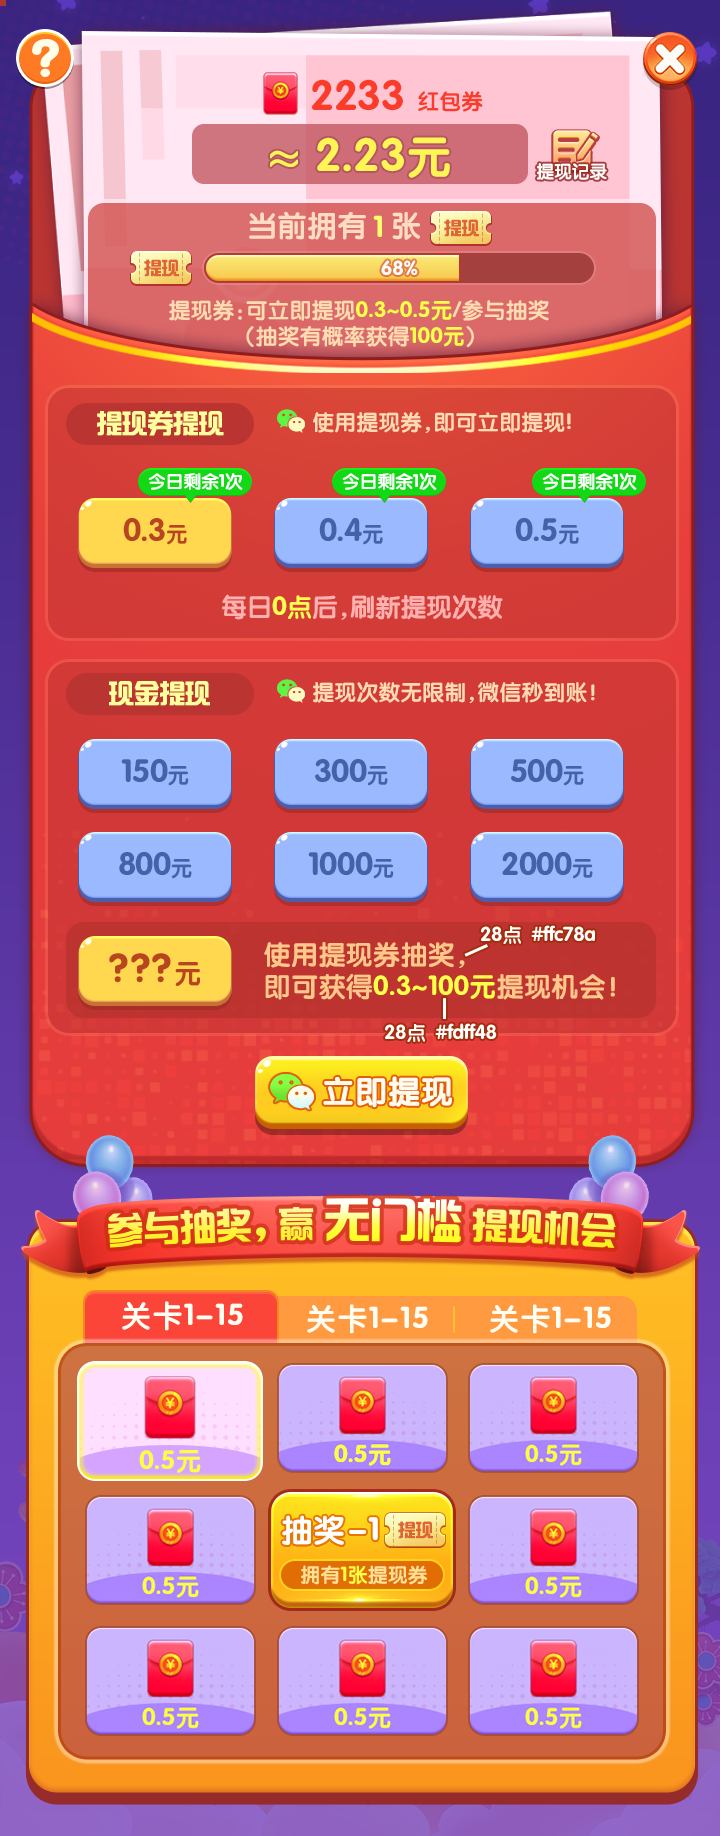 ?
2233 红包券
≈ 2.23元
提现记录
当前拥有1张 提现
提现 68%
提现券:可立即提现0.3~0.5元/参与抽奖
(抽奖有概率获得100元)
提现券提现 使用提现券,即可立即提现!
今日剩余1次 今日剩余1次 今日剩余1次
0.3元 0.4元 0.5元
每日0点后,刷新提现次数
现金提现 提现次数无限制,微信秒到账!
150元 300元 500元
800元 1000元 2000元
28点 #ffc78a
使用提现券抽奖,
???元
即可获得0.3~100元提现机会!
28点 #fdff48
立即提现
参与抽奖,赢 无门槛 提现机会
关卡1-15 关卡1-15 关卡1-15
¥ ¥ ¥
0.5元 0.5元 0.5元
¥ 抽奖-1 提现 ¥
0.5元 拥有1张提现券 0.5元
¥ ¥ ¥
0.5元 0.5元 0.5元